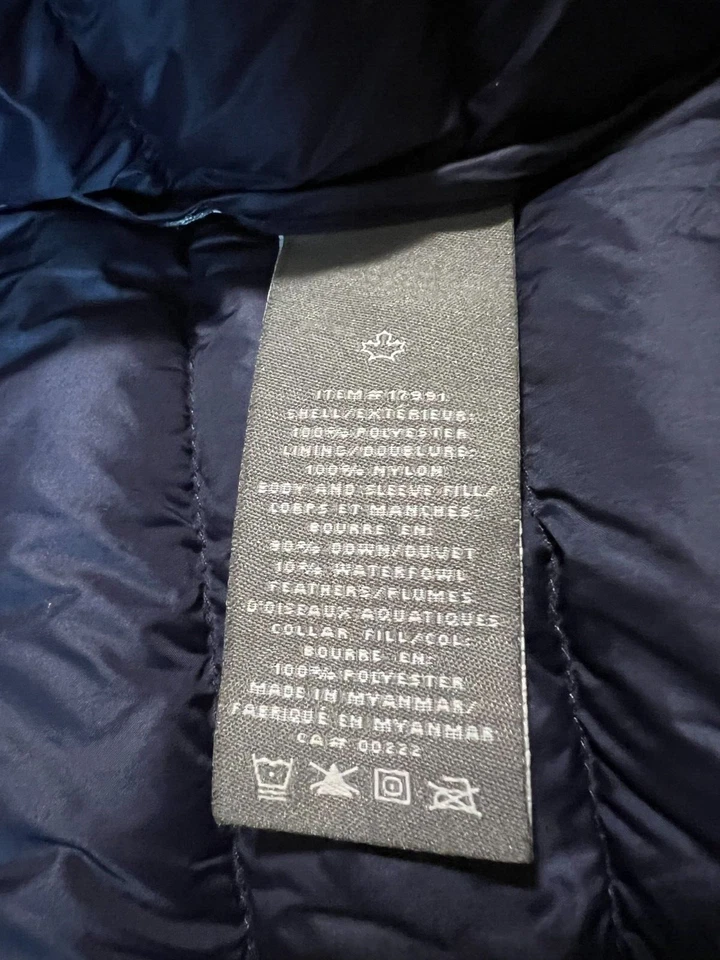 ITEM# 17991
SHELL/EXTERIEUR:
100% POLYESTER
LINING/DOUBLURE:
100% NYLON
BODY AND SLEEVE FILL/
CORPS ET MANCHES
BOURRE EN:
90% DOWN/DUVET
10% WATERFOWL
FEATHERS/PLUMES
D'OISEAUX AQUATIQUES
COLLAR FILL/COL:
BOURRE EN:
100% POLYESTER
MADE IN MYANMAR/
FABRIQUE EN MYANMAR
CA# 00222